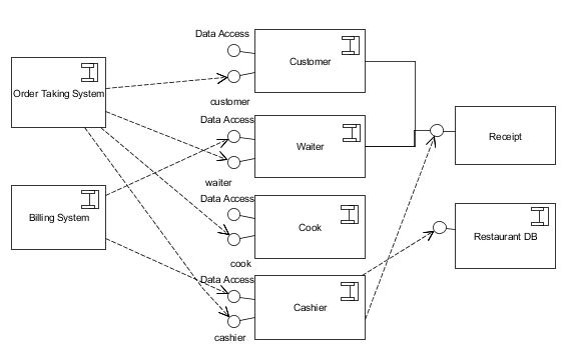 Data Access
Customer
Order Taking System
customer
Data Access
Receipt
Waiter
waiter
Data Access
Billing System
Cook
Restaurant DB
cook
Data Access
Cashier
cashier